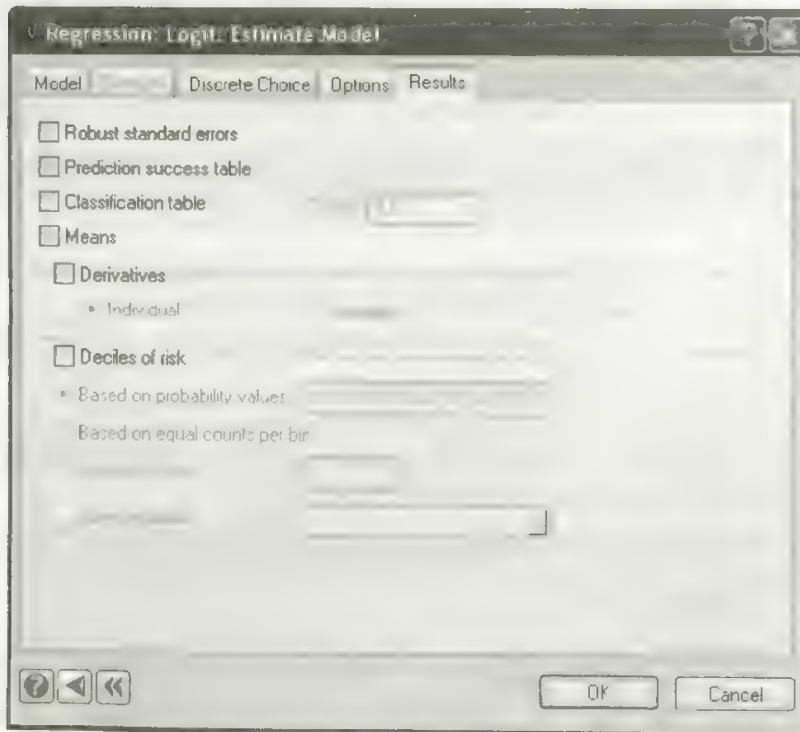 Regression: Logit: Estimate Model
Model Discrete Choice Options Results
Robust standard errors
Prediction success table
Classification table
Means
Derivatives
Individual
Deciles of risk
Based on probability values
Based on equal counts per bin
OK Cancel